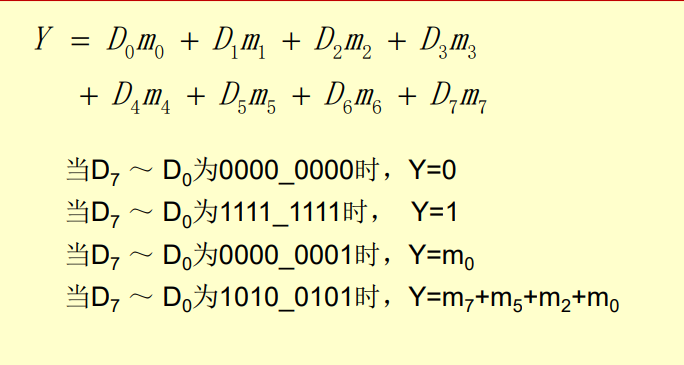 Y = D₀m₀ + D₁m₁ + D₂m₂ + D₃m₃
+ D₄m₄ + D₅m₅ + D₆m₆ + D₇m₇
当D₇ ～ D₀为0000_0000时，Y=0
当D₇ ～ D₀为1111_1111时， Y=1
当D₇ ～ D₀为0000_0001时，Y=m₀
当D₇ ～ D₀为1010_0101时，Y=m₇+m₅+m₂+m₀